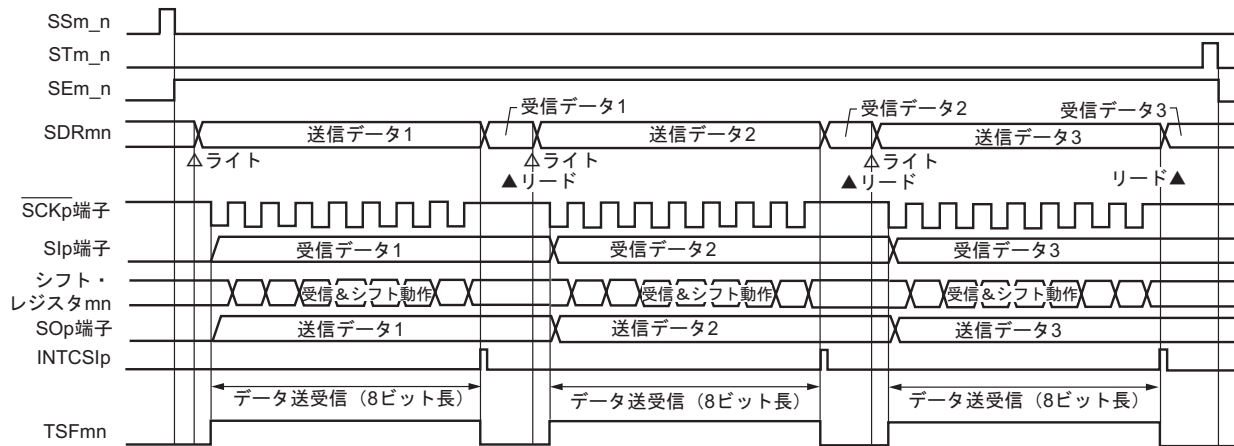 SSm_n
STm_n
SEm_n
受信データ1
受信データ2
受信データ3
SDRmn
送信データ1
送信データ2
送信データ3
△ライト
△ライト
△ライト
▲リード
▲リード
リード▲
SCKp端子
SIp端子
受信データ1
受信データ2
受信データ3
シフト・
レジスタmn
受信&シフト動作
受信&シフト動作
受信&シフト動作
SOp端子
送信データ1
送信データ2
送信データ3
INTCSIp
データ送受信（8ビット長）
データ送受信（8ビット長）
データ送受信（8ビット長）
TSFmn